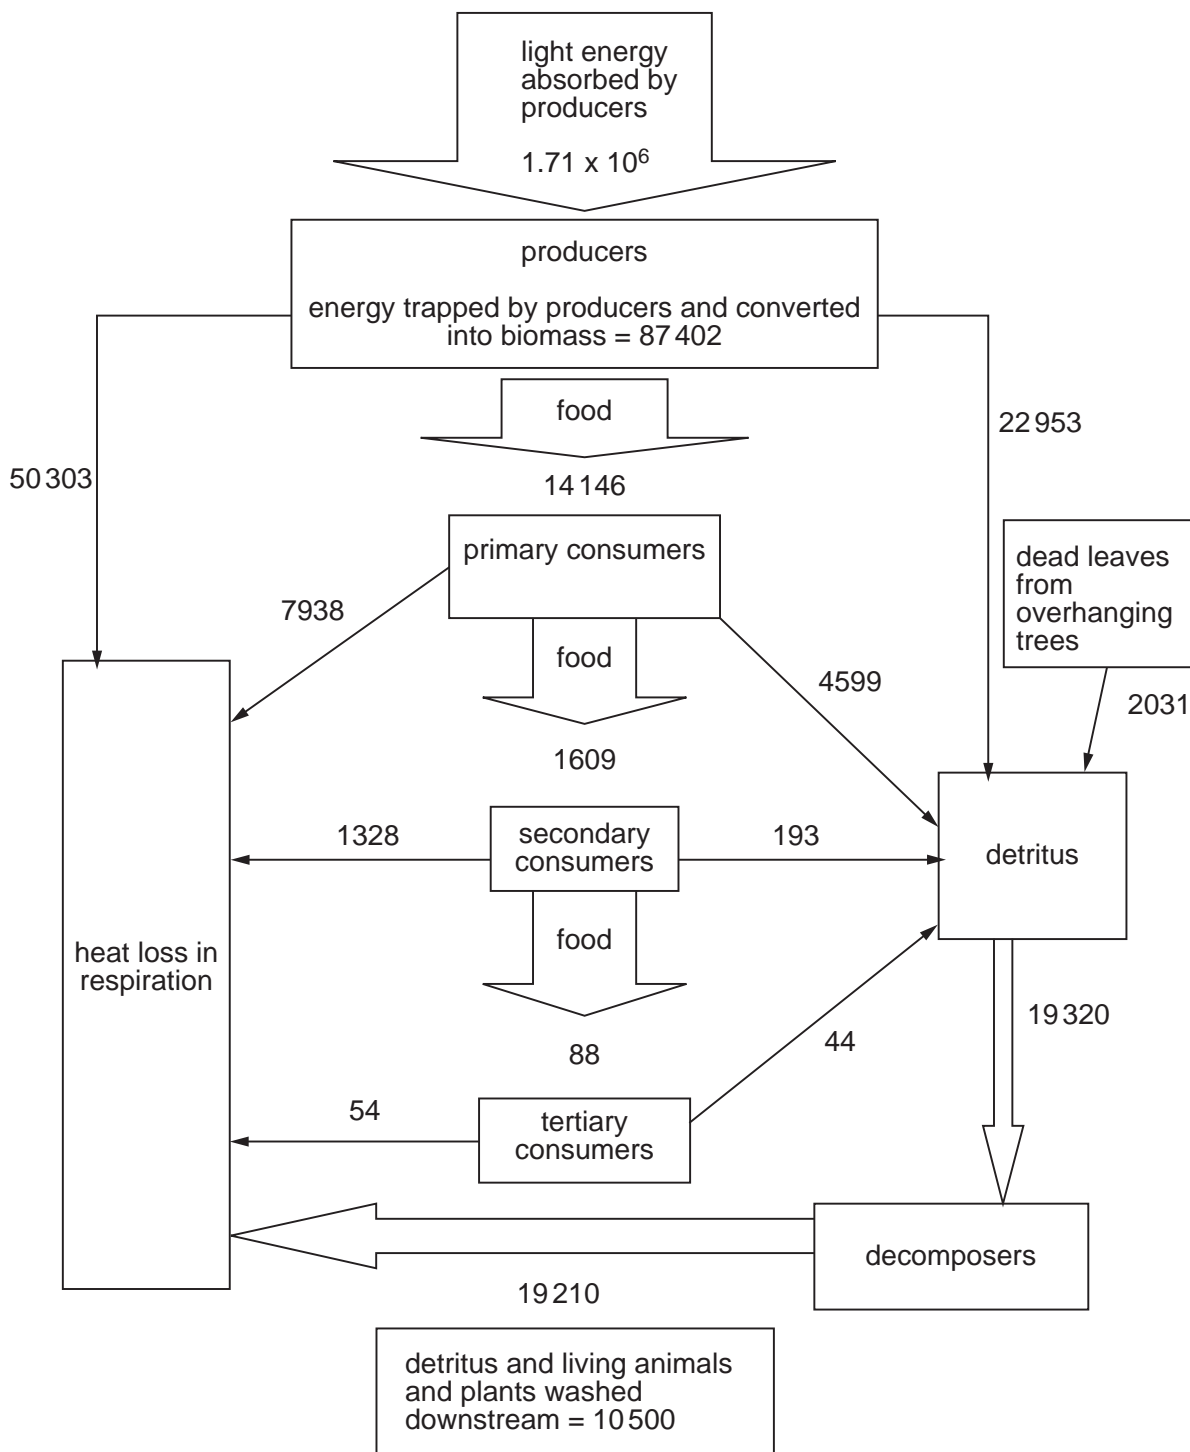 light energy
absorbed by
producers
1.71 x 10⁶
producers
energy trapped by producers and converted
into biomass = 87 402
food
22 953
50 303
14 146
primary consumers
dead leaves
from
overhanging
trees
7938
food
4599
2031
1609
1328
secondary
consumers
193
detritus
food
heat loss in
respiration
19 320
44
88
54
tertiary
consumers
decomposers
19 210
detritus and living animals
and plants washed
downstream = 10 500